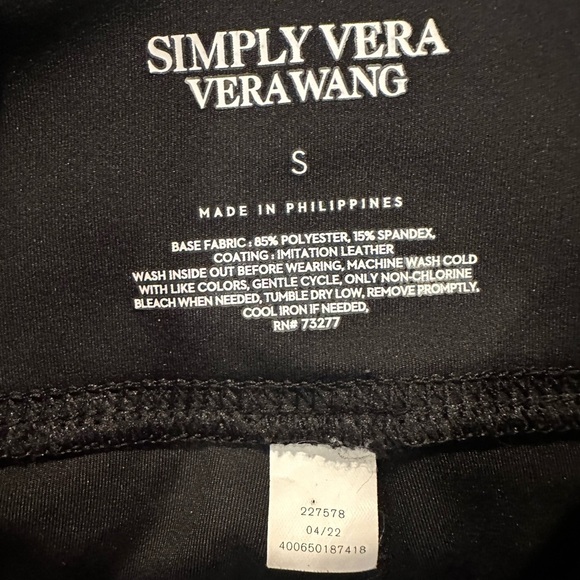 SIMPLY VERA
VERA WANG
S
MADE IN PHILIPPINES
BASE FABRIC : 85% POLYESTER, 15% SPANDEX,
COATING : IMITATION LEATHER
WASH INSIDE OUT BEFORE WEARING, MACHINE WASH COLD
WITH LIKE COLORS, GENTLE CYCLE, ONLY NON-CHLORINE
BLEACH WHEN NEEDED, TUMBLE DRY LOW, REMOVE PROMPTLY,
COOL IRON IF NEEDED,
RN# 73277
227578
04/22
400650187418